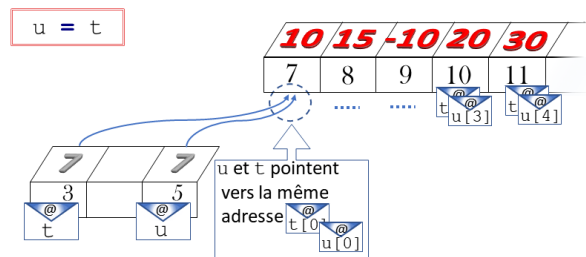 u = t
10 15 -10 20 30
7 8 9 10 11
@ @
t u[3]
@ @
t u[4]
7 7
3 5
@ @
t u
u et t pointent
vers la même
adresse
@
t[0]
@
u[0]